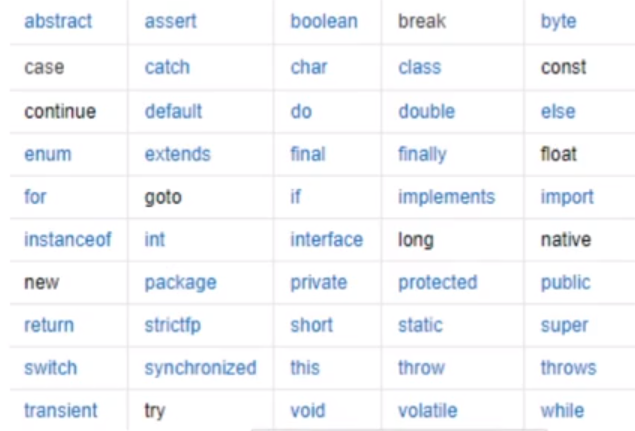 abstract assert boolean break byte
case catch char class const
continue default do double else
enum extends final finally float
for goto if implements import
instanceof int interface long native
new package private protected public
return strictfp short static super
switch synchronized this throw throws
transient try void volatile while